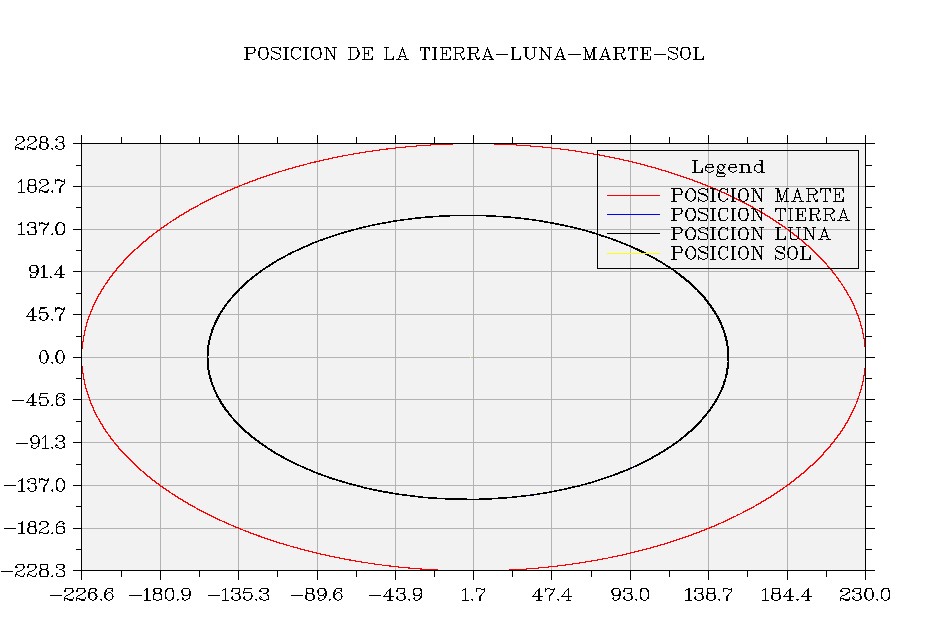 POSICION DE LA TIERRA-LUNA-MARTE-SOL
228.3
182.7
137.0
91.4
45.7
0.0
-45.6
-91.3
-137.0
-182.6
-228.3
Legend
POSICION MARTE
POSICION TIERRA
POSICION LUNA
POSICION SOL
-226.6 -180.9 -135.3 -89.6 -43.9 1.7 47.4 93.0 138.7 184.4 230.0